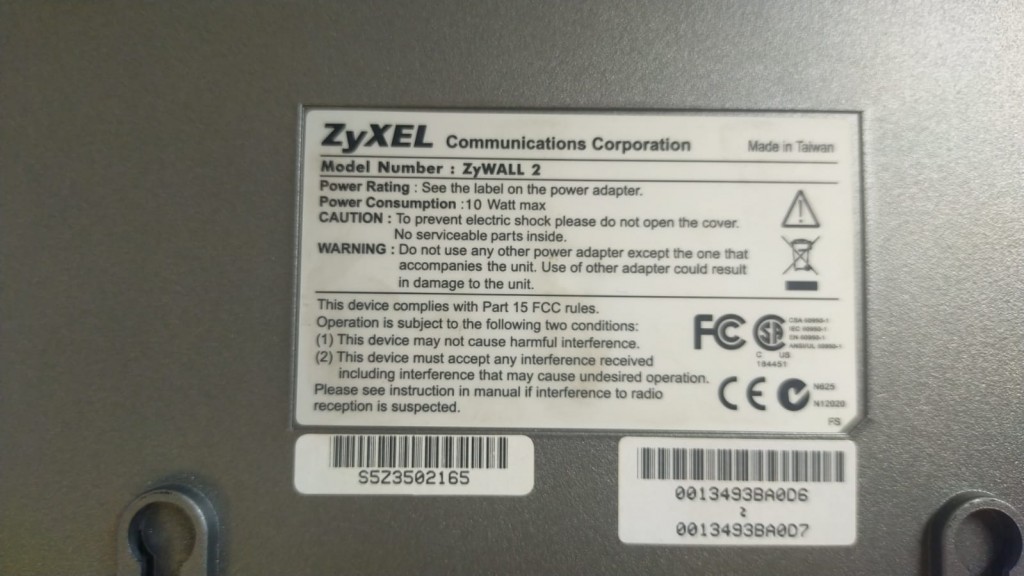 ZyXEL Communications Corporation Made in Taiwan
Model Number : ZyWALL 2
Power Rating : See the label on the power adapter.
Power Consumption :10 Watt max
CAUTION : To prevent electric shock please do not open the cover.
No serviceable parts inside.
WARNING : Do not use any other power adapter except the one that
accompanies the unit. Use of other adapter could result
in damage to the unit.
This device complies with Part 15 FCC rules.
Operation is subject to the following two conditions:
(1) This device may not cause harmful interference.
(2) This device must accept any interference received
including interference that may cause undesired operation.
Please see instruction in manual if interference to radio
reception is suspected.
FC
C US
194451
CE
N625
N12020
FS
S5Z3502165
0013493BA0D6
~
0013493BA0D7